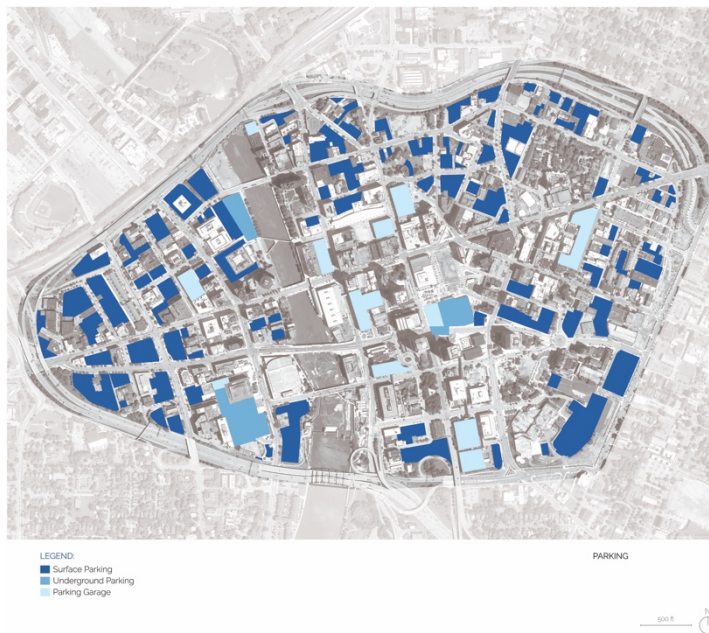 LEGEND:
Surface Parking
Underground Parking
Parking Garage
PARKING
500 ft
N